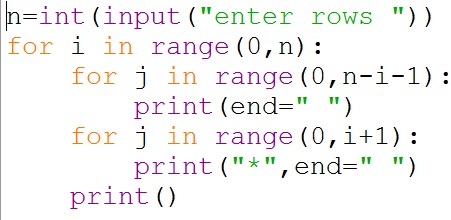 n=int(input("enter rows "))
for i in range(0,n):
    for j in range(0,n-i-1):
        print(end=" ")
    for j in range(0,i+1):
        print("*",end=" ")
    print()